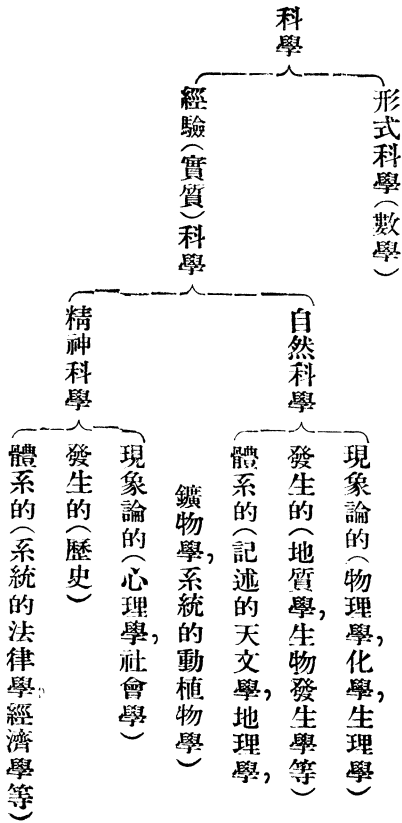 科學
形式科學(數學)
經驗(實質)科學
自然科學
現象論的(物理學,化學,生理學)
發生的(地質學,生物發生學等)
體系的(記述的天文學,地理學,
鑛物學,系統的動植物學)
精神科學
現象論的(心理學,社會學)
發生的(歷史)
體系的(系統的法律學,經濟學等)